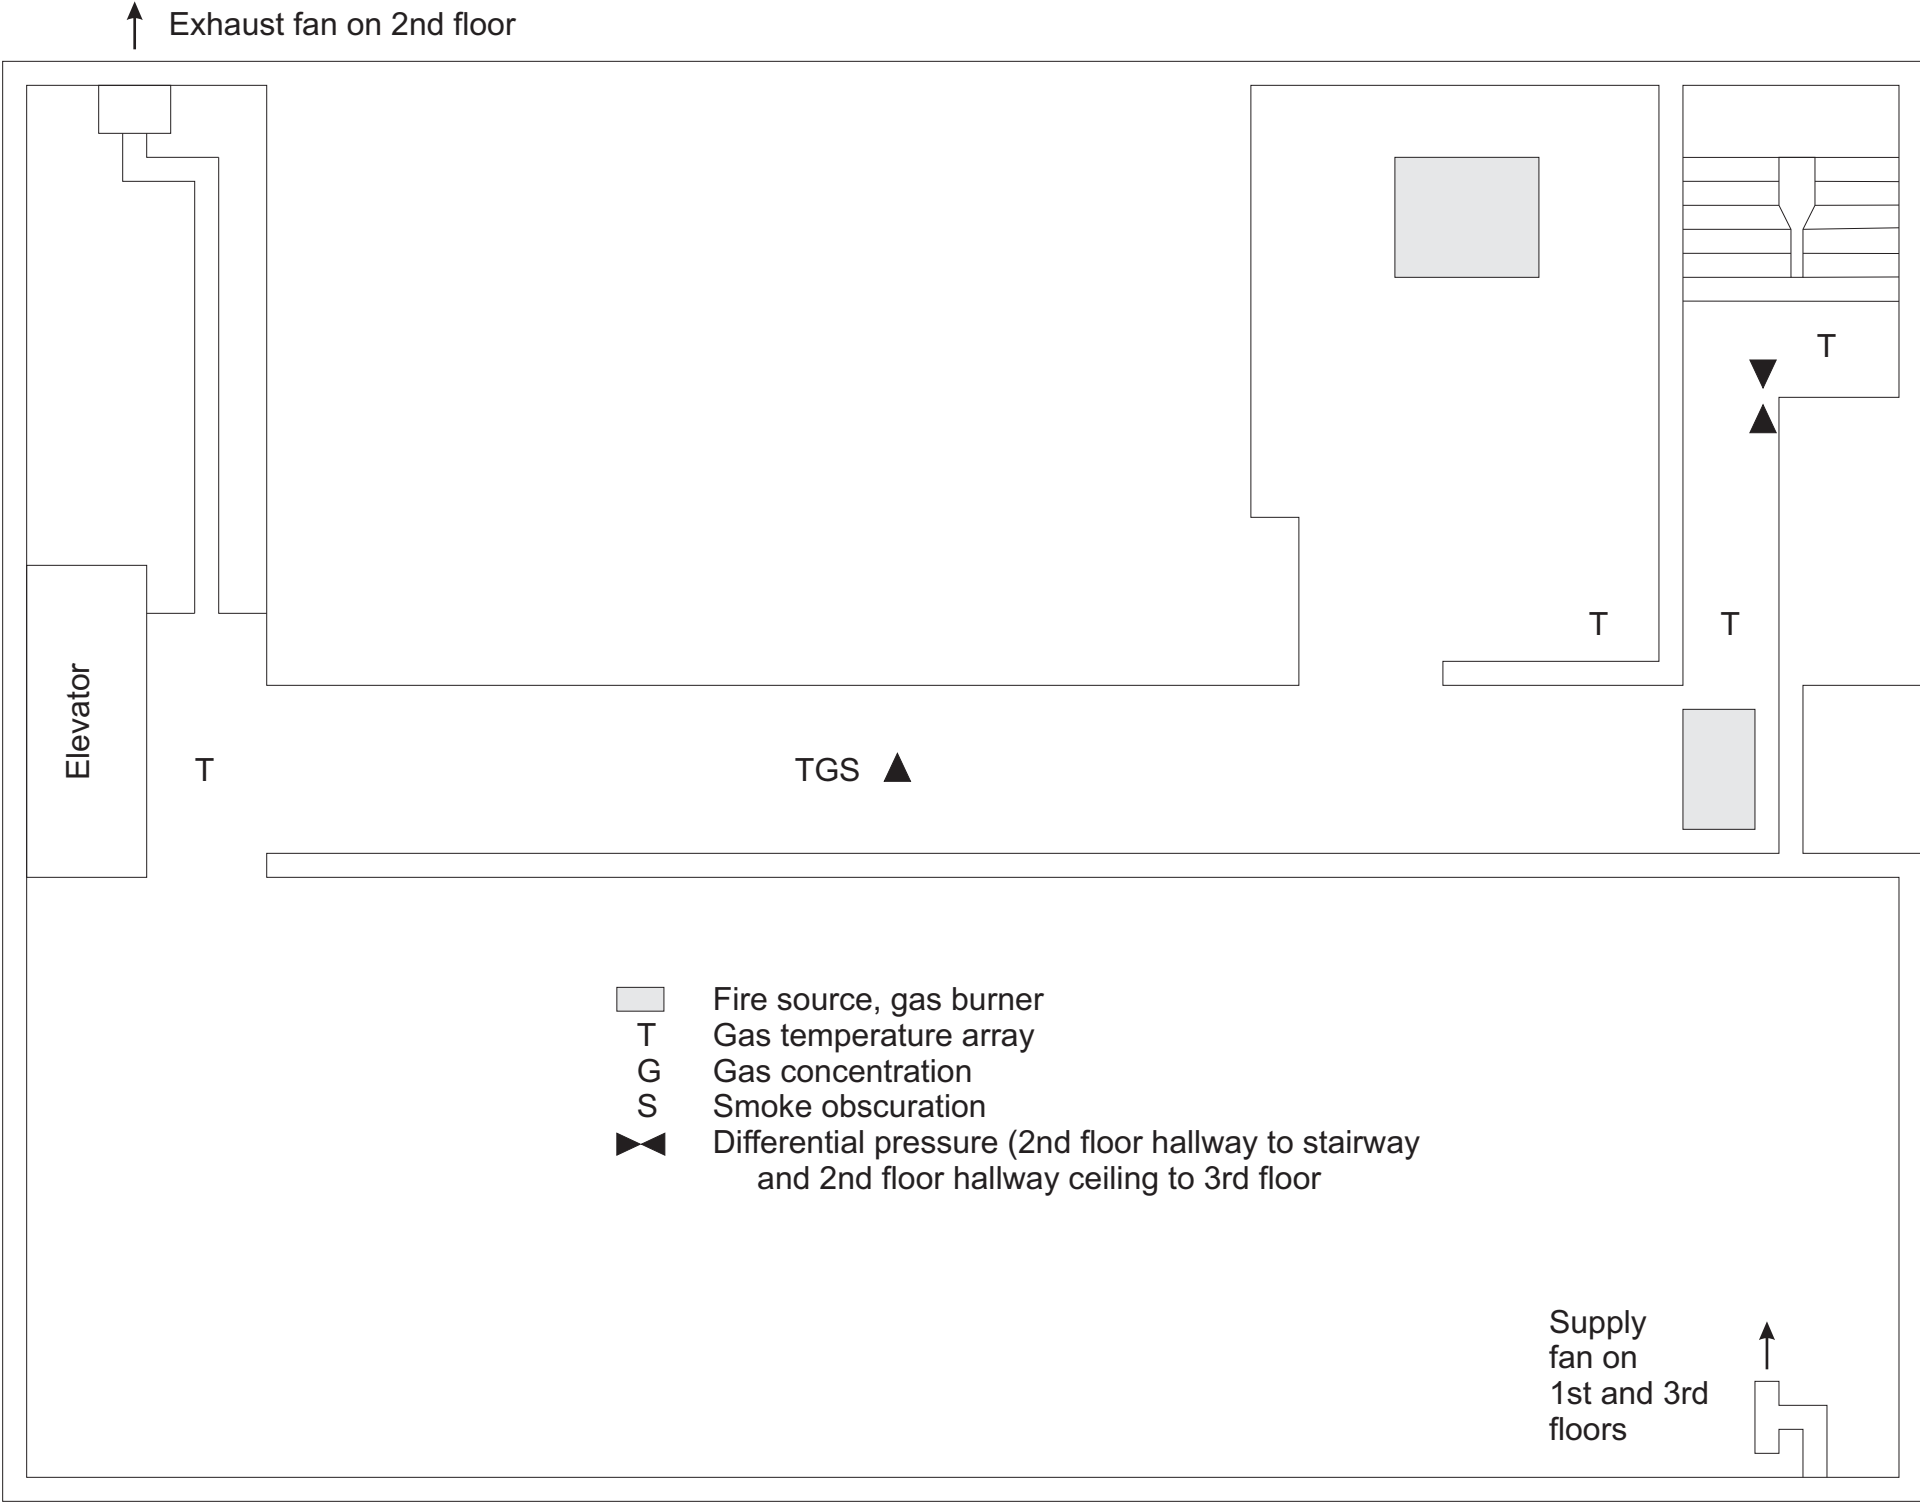 Exhaust fan on 2nd floor
T
T
T
Elevator
T
TGS
Fire source, gas burner
T Gas temperature array
G Gas concentration
S Smoke obscuration
Differential pressure (2nd floor hallway to stairway
and 2nd floor hallway ceiling to 3rd floor
Supply
fan on
1st and 3rd
floors